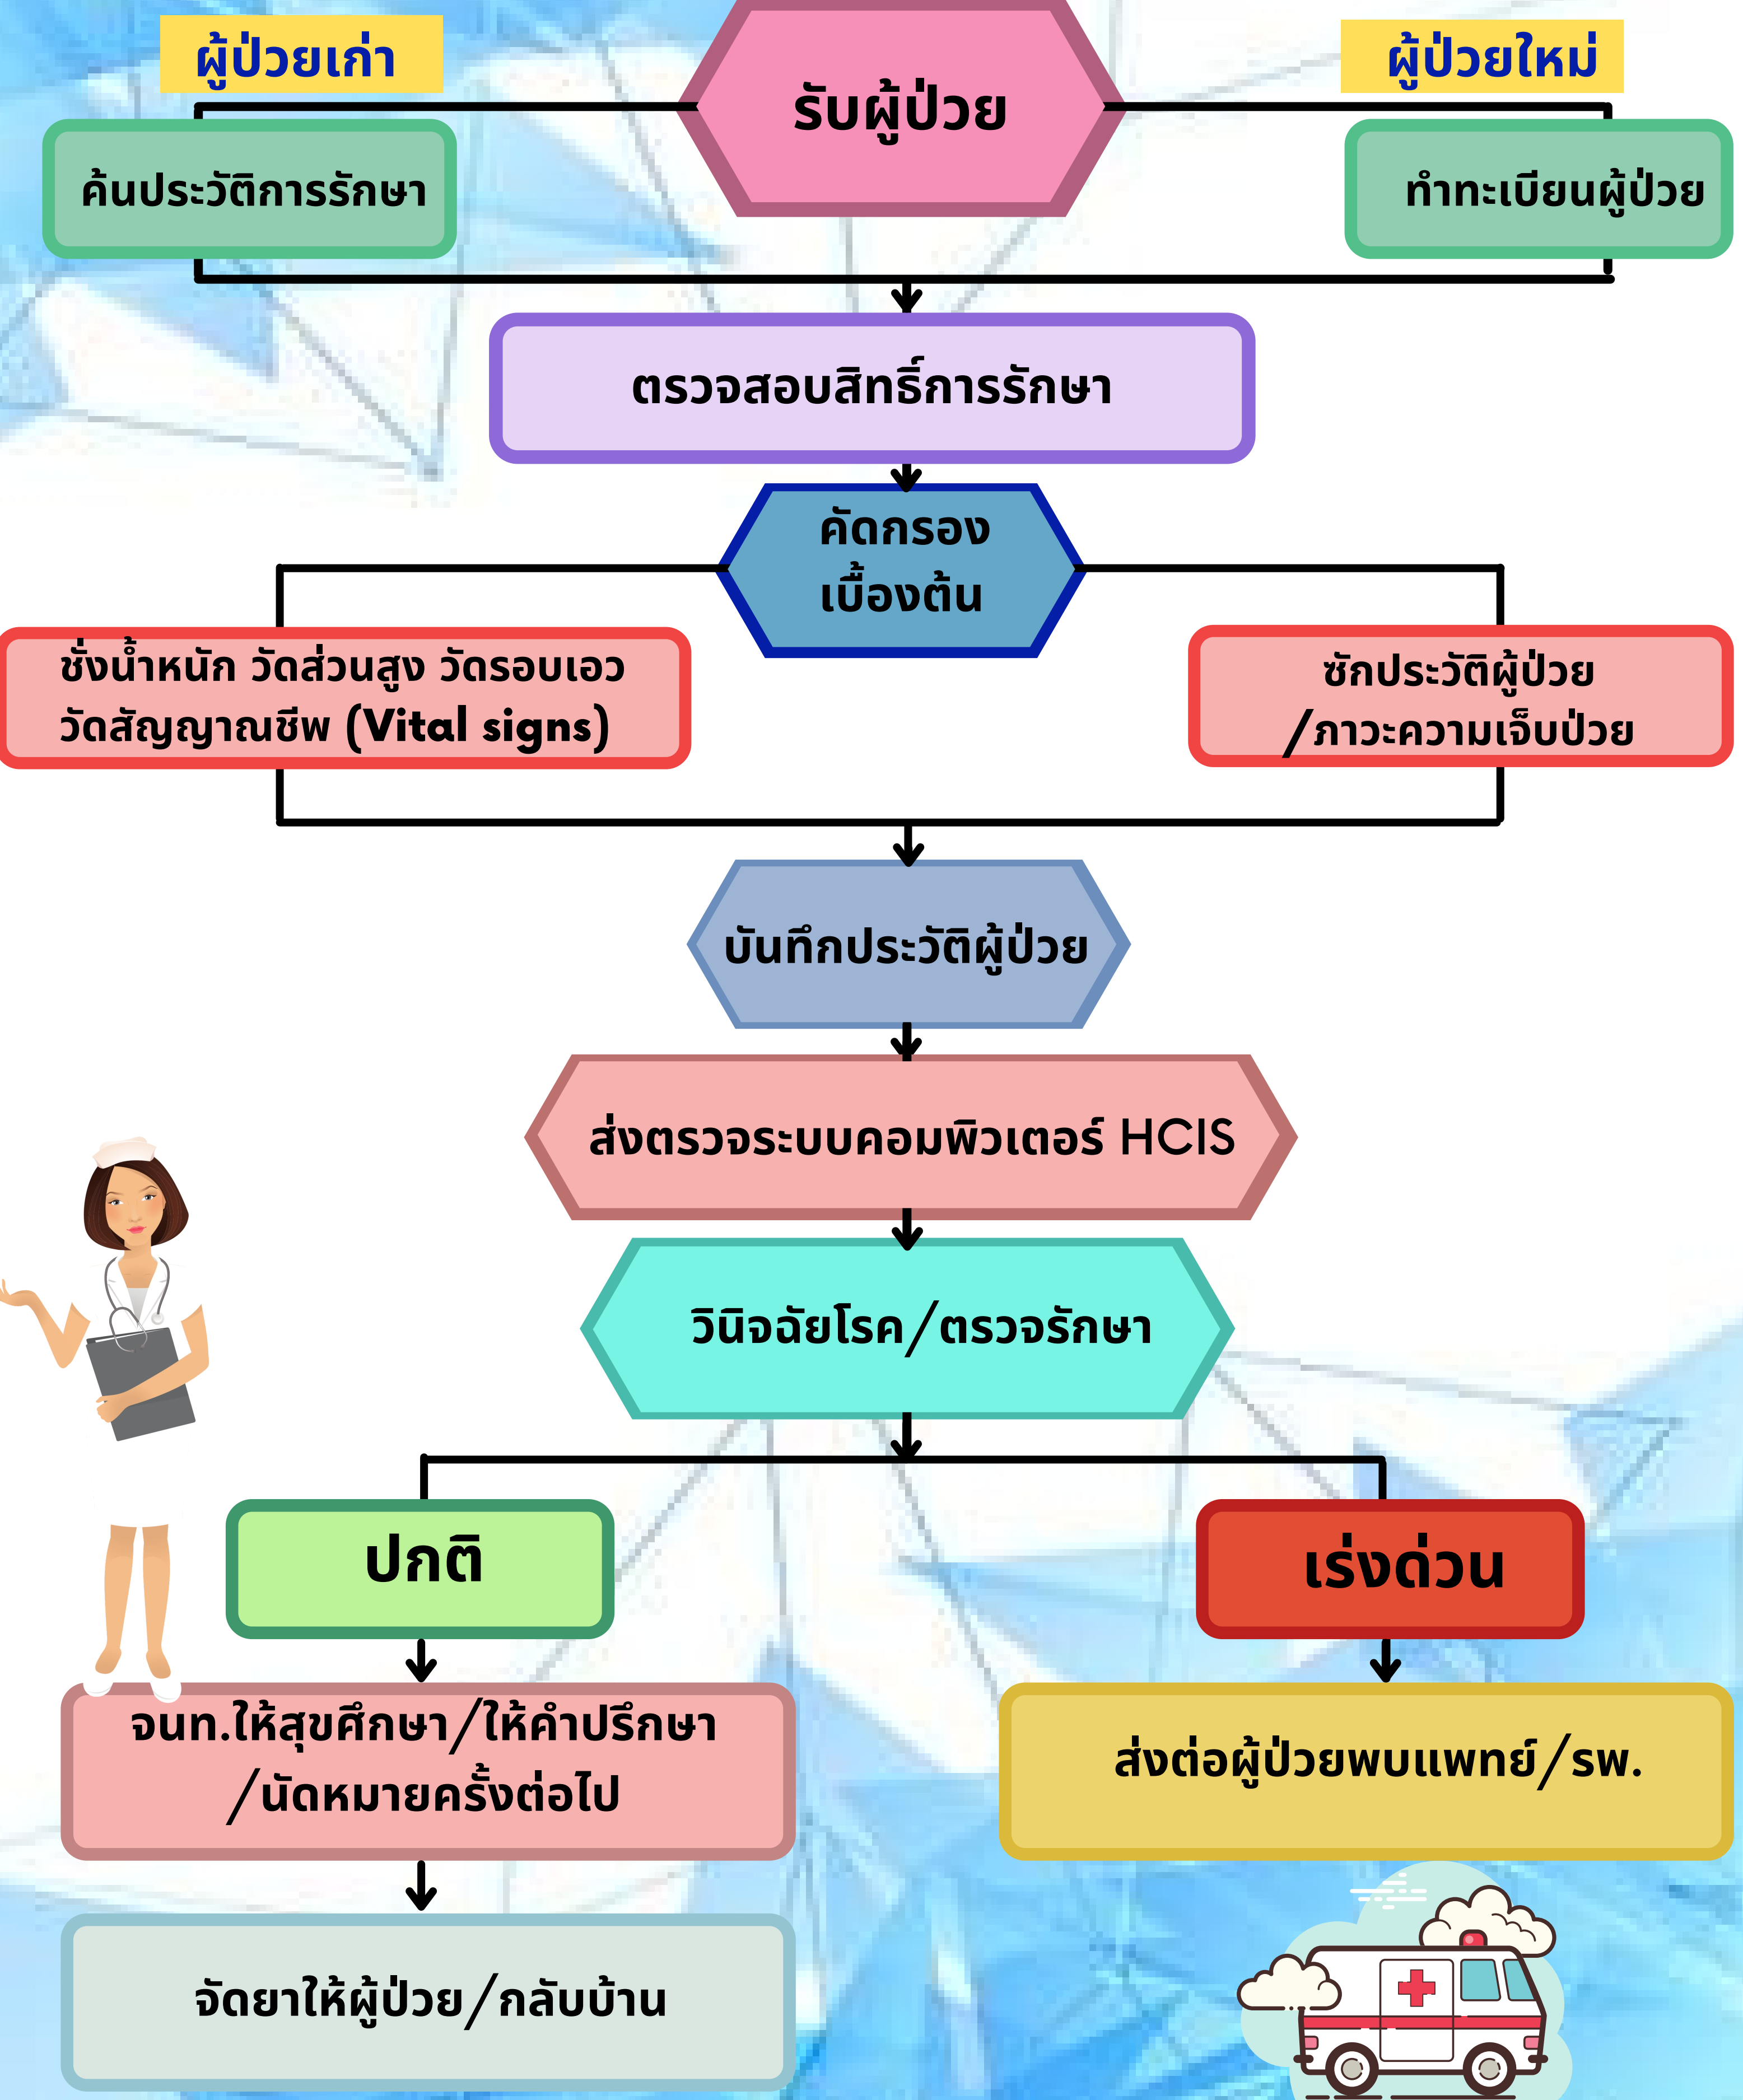 ผู้ป่วยเก่า
รับผู้ป่วย
ผู้ป่วยใหม่
ค้นประวัติการรักษา
ทำทะเบียนผู้ป่วย
ตรวจสอบสิทธิ์การรักษา
คัดกรอง
เบื้องต้น
ชั่งน้ำหนัก วัดส่วนสูง วัดรอบเอว
วัดสัญญาณชีพ (Vital signs)
ซักประวัติผู้ป่วย
/ภาวะความเจ็บป่วย
บันทึกประวัติผู้ป่วย
ส่งตรวจระบบคอมพิวเตอร์ HCIS
วินิจฉัยโรค/ตรวจรักษา
ปกติ
เร่งด่วน
จนท.ให้สุขศึกษา/ให้คำปรึกษา
/นัดหมายครั้งต่อไป
ส่งต่อผู้ป่วยพบแพทย์/รพ.
จัดยาให้ผู้ป่วย/กลับบ้าน